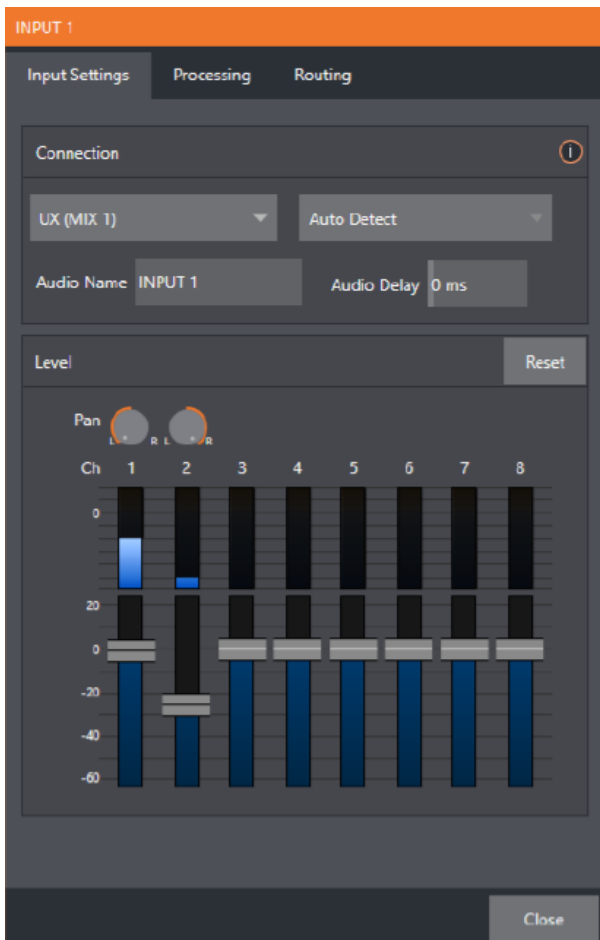 INPUT 1
Input Settings Processing Routing
Connection i
UX (MIX 1) Auto Detect
Audio Name INPUT 1 Audio Delay 0 ms
Level Reset
Pan
L R L R
Ch 1 2 3 4 5 6 7 8
0
20
0
-20
-40
-60
Close